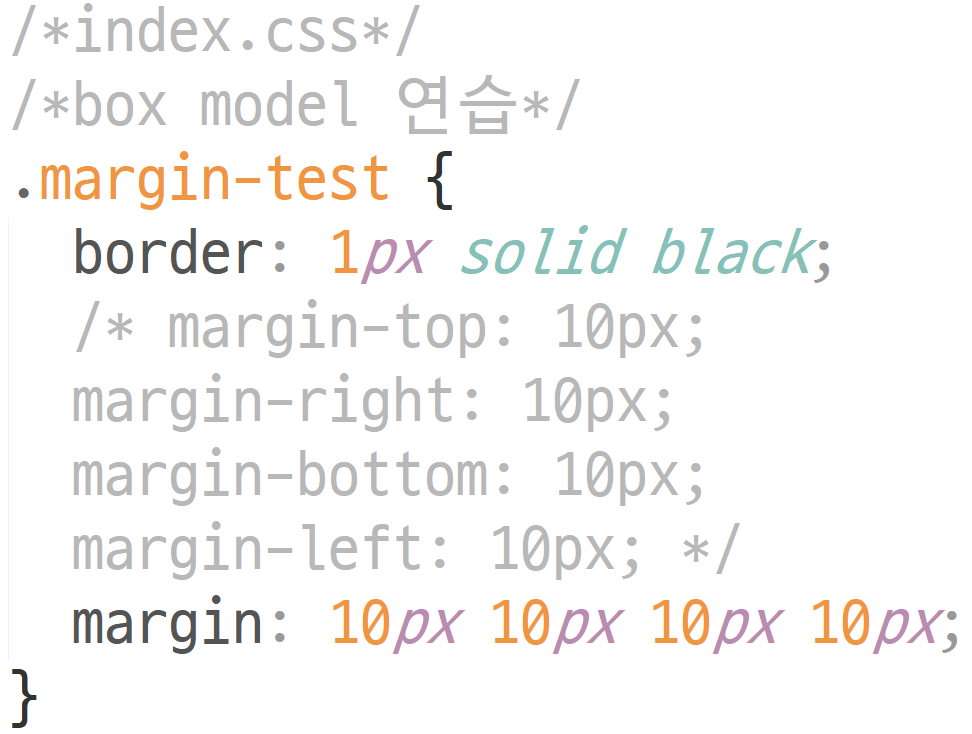 /*index.css*/
/*box model 연습*/
.margin-test {
border: 1px solid black;
/* margin-top: 10px;
margin-right: 10px;
margin-bottom: 10px;
margin-left: 10px; */
margin: 10px 10px 10px 10px;
}